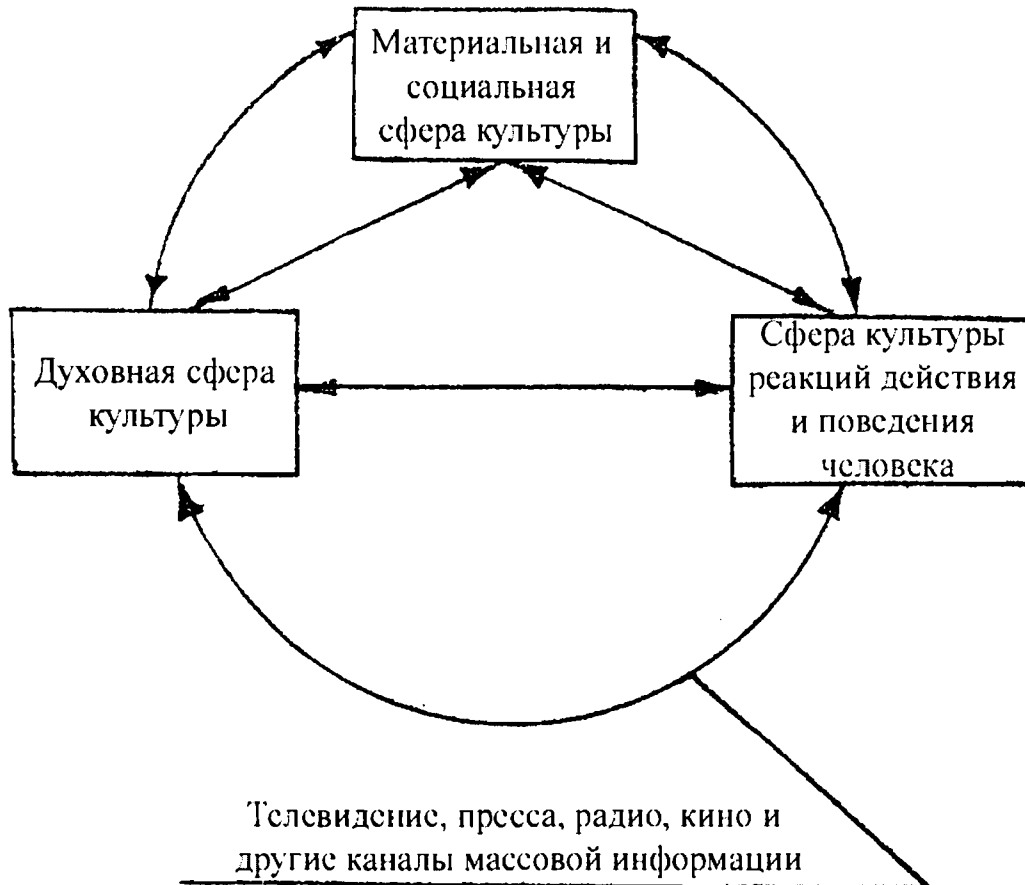 Материальная и
социальная
сфера культуры
Духовная сфера
культуры
Сфера культуры
реакций действия
и поведения
человека
Телевидение, пресса, радио, кино и
другие каналы массовой информации